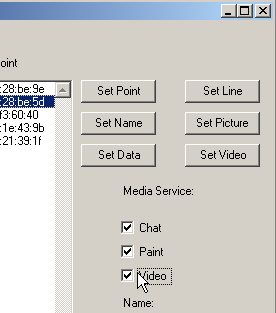 oint
:28:be:9e
:28:be:5d
f3:60:40
:1e:43:9b
:21:39:1f
Set Point Set Line
Set Name Set Picture
Set Data Set Video
Media Service:
Chat
Paint
Video
Name: